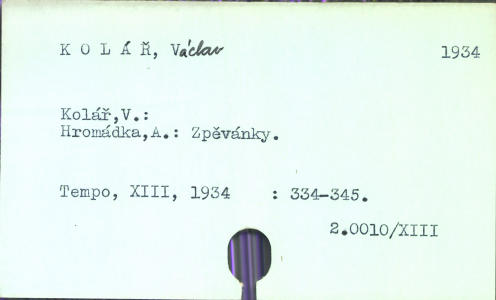 K O L Á Ř, Václav 1934
Kolář,V.:
Hromádka,A.: Zpěvánky.
Tempo, XIII, 1934 : 334-345.
2.0010/XIII